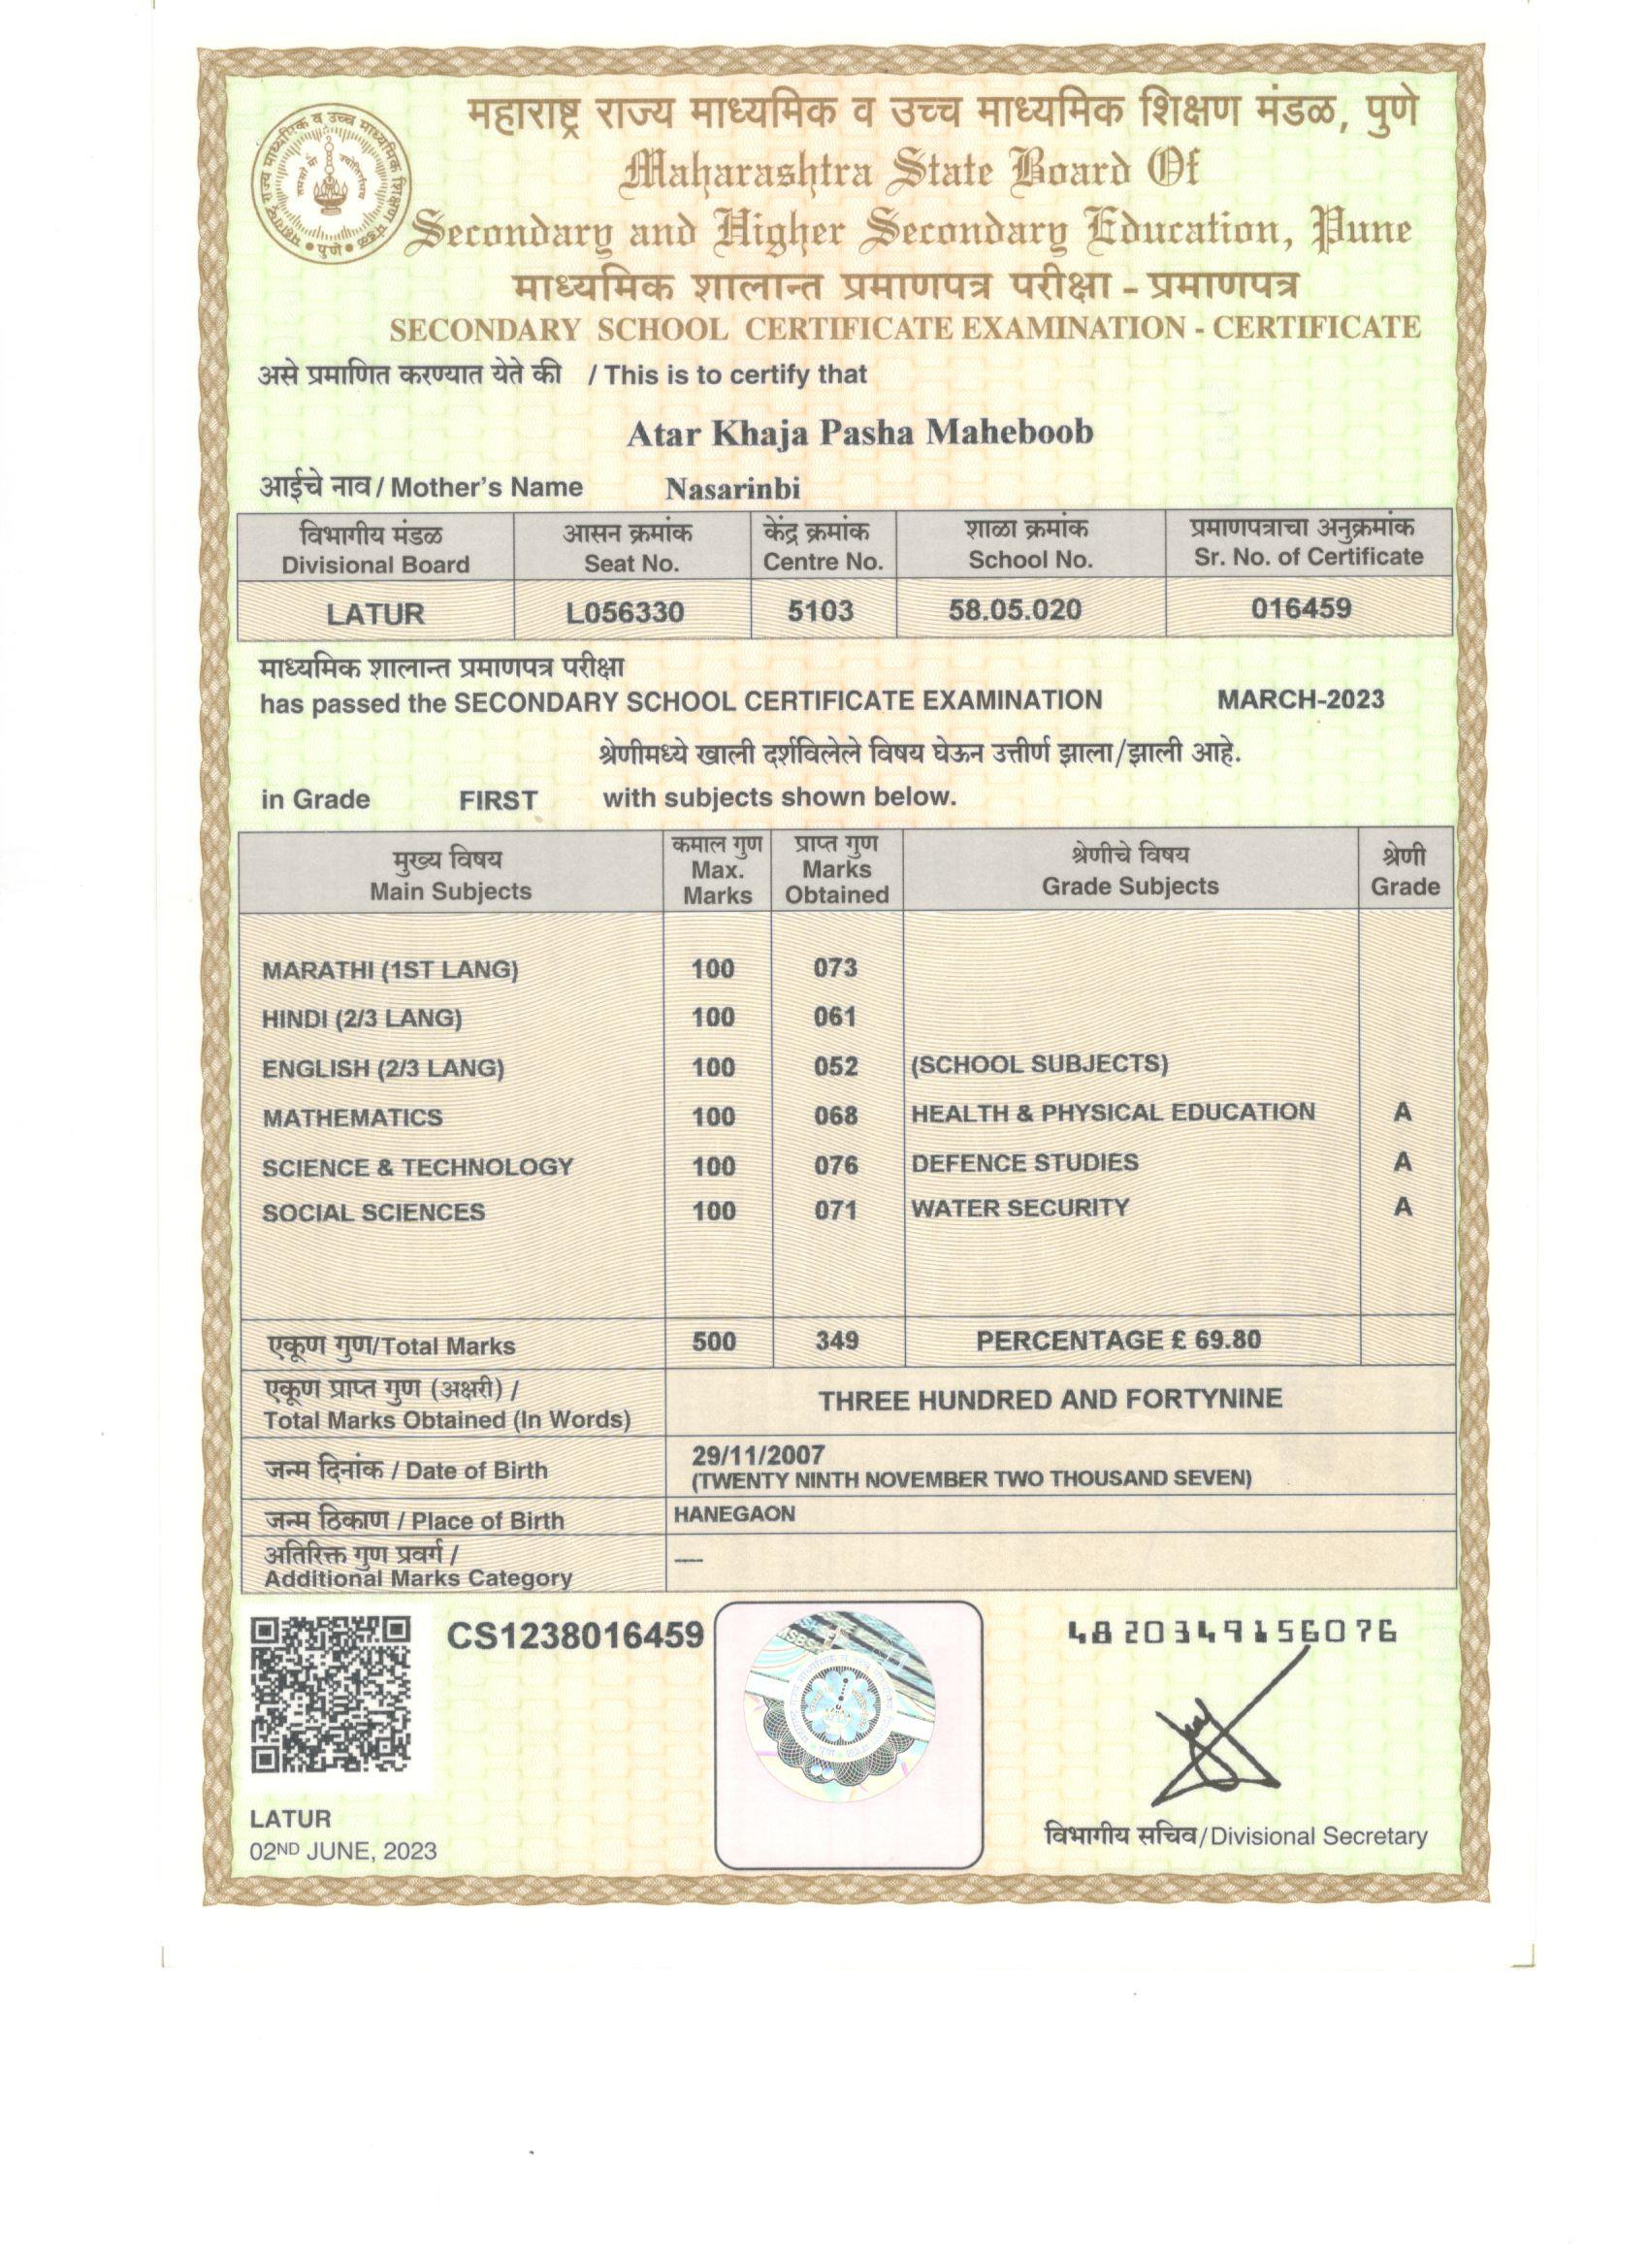 महाराष्ट्र राज्य माध्यमिक व उच्च माध्यमिक शिक्षण मंडळ, पुणे
Maharashtra State Board Of
Secondary and Higher Secondary Education, Pune
माध्यमिक शालान्त प्रमाणपत्र परीक्षा - प्रमाणपत्र
SECONDARY SCHOOL CERTIFICATE EXAMINATION - CERTIFICATE
असे प्रमाणित करण्यात येते की / This is to certify that
Atar Khaja Pasha Maheboob
आईचे नाव / Mother's Name Nasarinbi
विभागीय मंडळ आसन क्रमांक केंद्र क्रमांक शाळा क्रमांक प्रमाणपत्राचा अनुक्रमांक
Divisional Board Seat No. Centre No. School No. Sr. No. of Certificate
LATUR L056330 5103 58.05.020 016459
माध्यमिक शालान्त प्रमाणपत्र परीक्षा
has passed the SECONDARY SCHOOL CERTIFICATE EXAMINATION MARCH-2023
श्रेणीमध्ये खाली दर्शविलेले विषय घेऊन उत्तीर्ण झाला/झाली आहे.
in Grade FIRST with subjects shown below.
मुख्य विषय कमाल गुण प्राप्त गुण श्रेणीचे विषय श्रेणी
Main Subjects Max. Marks Marks Obtained Grade Subjects Grade
MARATHI (1ST LANG) 100 073
HINDI (2/3 LANG) 100 061
ENGLISH (2/3 LANG) 100 052 (SCHOOL SUBJECTS)
MATHEMATICS 100 068 HEALTH & PHYSICAL EDUCATION A
SCIENCE & TECHNOLOGY 100 076 DEFENCE STUDIES A
SOCIAL SCIENCES 100 071 WATER SECURITY A
एकूण गुण/Total Marks 500 349 PERCENTAGE £ 69.80
एकूण प्राप्त गुण (अक्षरी) /
Total Marks Obtained (In Words) THREE HUNDRED AND FORTYNINE
जन्म दिनांक / Date of Birth 29/11/2007
(TWENTY NINTH NOVEMBER TWO THOUSAND SEVEN)
जन्म ठिकाण / Place of Birth HANEGAON
अतिरिक्त गुण प्रवर्ग /
Additional Marks Category —
CS1238016459 4820349156076
LATUR
02ND JUNE, 2023
विभागीय सचिव/Divisional Secretary